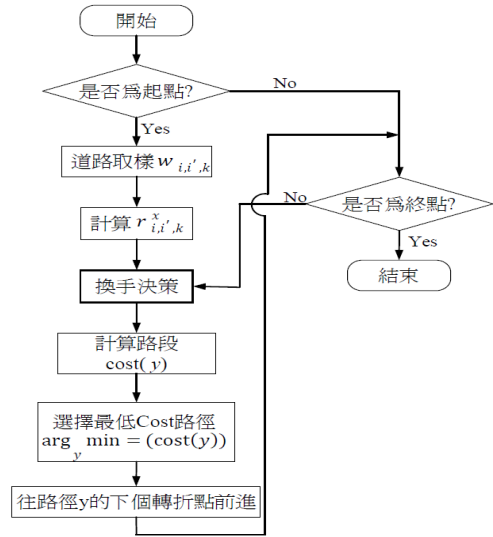 開始
是否爲起點?
No
Yes
道路取樣 w i,i′,k
計算 r x i,i′,k
No
是否爲終點?
Yes
結束
換手決策
計算路段
cost( y)
選擇最低Cost路徑
arg y min = (cost(y))
往路徑y的下個轉折點前進